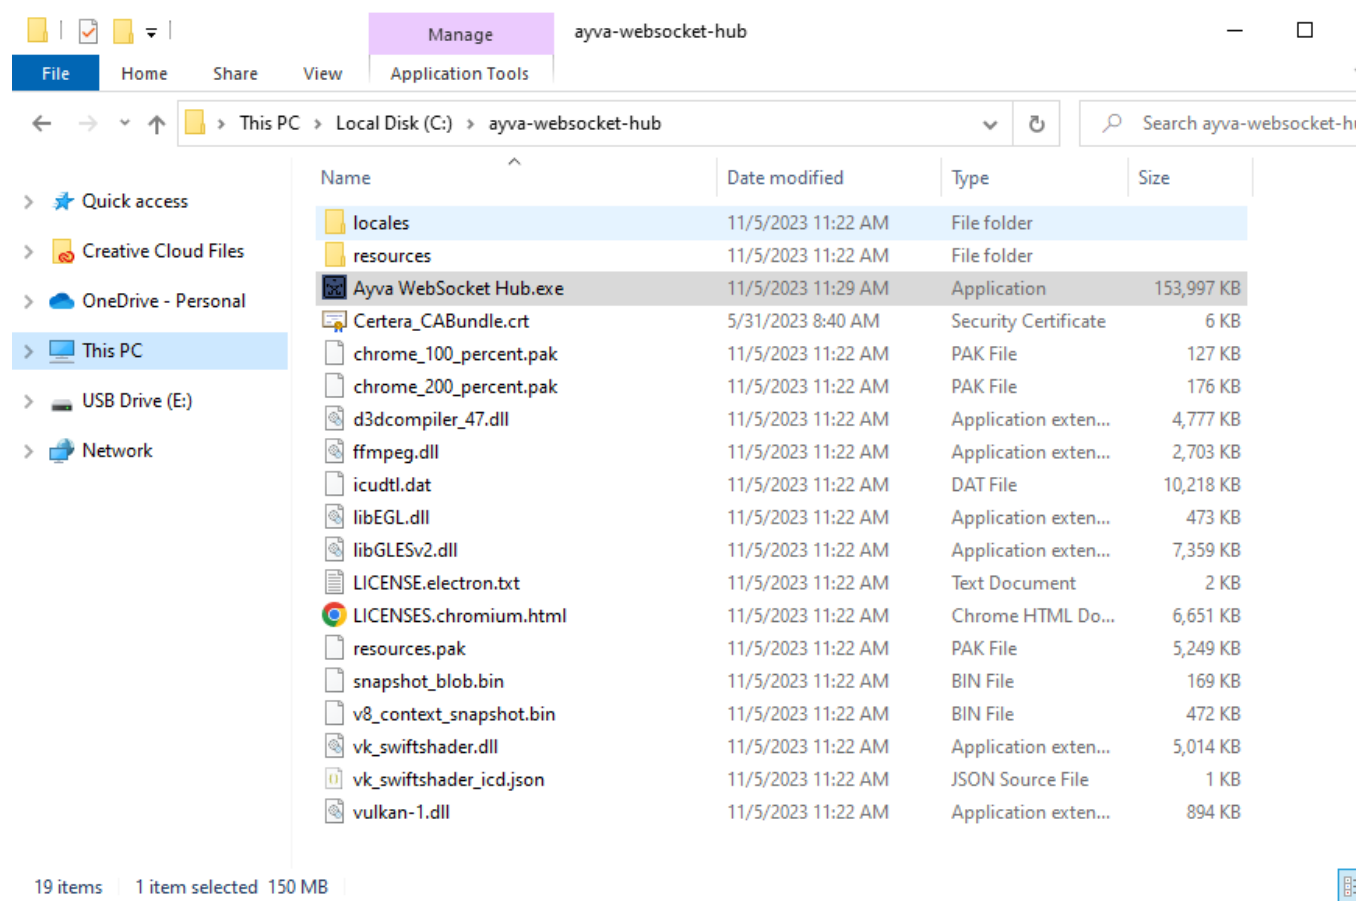 Manage ayva-websocket-hub
File Home Share View Application Tools
This PC Local Disk (C:) ayva-websocket-hub Search ayva-websocket-h
Name Date modified Type Size
Quick access
Creative Cloud Files
OneDrive - Personal
This PC
USB Drive (E:)
Network
locales 11/5/2023 11:22 AM File folder
resources 11/5/2023 11:22 AM File folder
Ayva WebSocket Hub.exe 11/5/2023 11:29 AM Application 153,997 KB
Certera_CABundle.crt 5/31/2023 8:40 AM Security Certificate 6 KB
chrome_100_percent.pak 11/5/2023 11:22 AM PAK File 127 KB
chrome_200_percent.pak 11/5/2023 11:22 AM PAK File 176 KB
d3dcompiler_47.dll 11/5/2023 11:22 AM Application exten... 4,777 KB
ffmpeg.dll 11/5/2023 11:22 AM Application exten... 2,703 KB
icudtl.dat 11/5/2023 11:22 AM DAT File 10,218 KB
libEGL.dll 11/5/2023 11:22 AM Application exten... 473 KB
libGLESv2.dll 11/5/2023 11:22 AM Application exten... 7,359 KB
LICENSE.electron.txt 11/5/2023 11:22 AM Text Document 2 KB
LICENSES.chromium.html 11/5/2023 11:22 AM Chrome HTML Do... 6,651 KB
resources.pak 11/5/2023 11:22 AM PAK File 5,249 KB
snapshot_blob.bin 11/5/2023 11:22 AM BIN File 169 KB
v8_context_snapshot.bin 11/5/2023 11:22 AM BIN File 472 KB
vk_swiftshader.dll 11/5/2023 11:22 AM Application exten... 5,014 KB
vk_swiftshader_icd.json 11/5/2023 11:22 AM JSON Source File 1 KB
vulkan-1.dll 11/5/2023 11:22 AM Application exten... 894 KB
19 items 1 item selected 150 MB